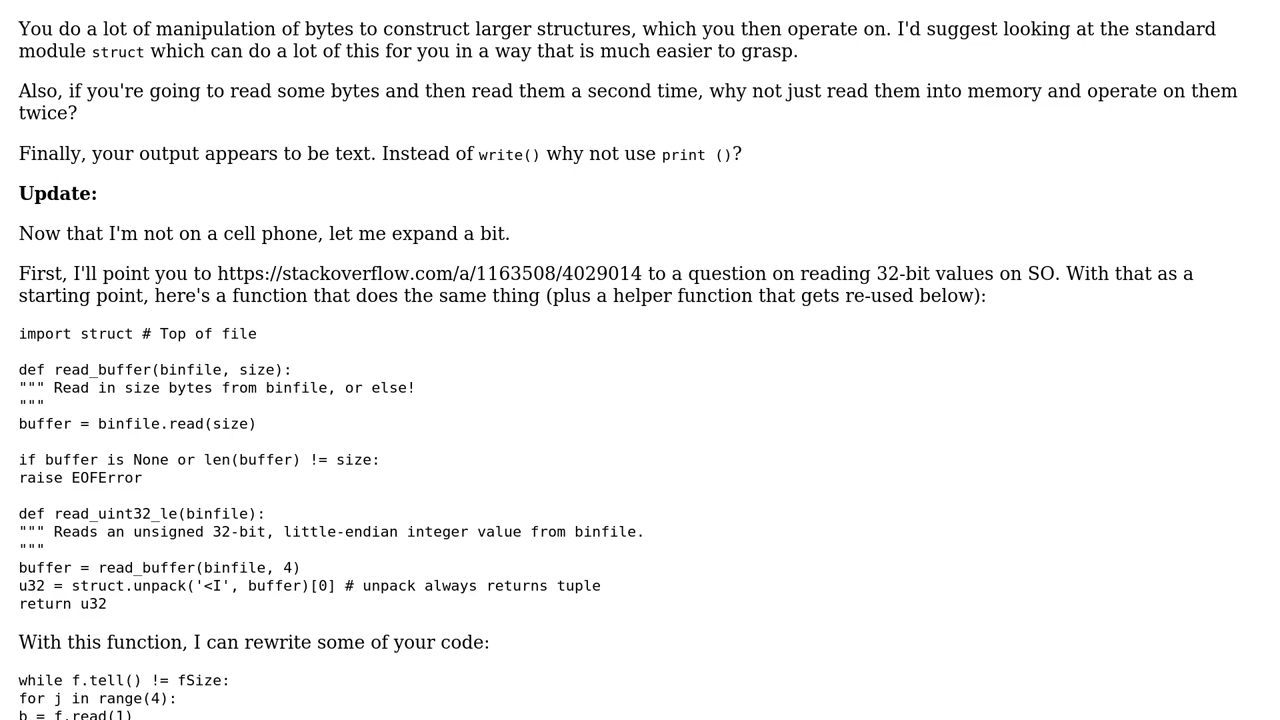 You do a lot of manipulation of bytes to construct larger structures, which you then operate on. I'd suggest looking at the standard
module struct which can do a lot of this for you in a way that is much easier to grasp.
Also, if you're going to read some bytes and then read them a second time, why not just read them into memory and operate on them
twice?
Finally, your output appears to be text. Instead of write() why not use print ()?
Update:
Now that I'm not on a cell phone, let me expand a bit.
First, I'll point you to https://stackoverflow.com/a/1163508/4029014 to a question on reading 32-bit values on SO. With that as a
starting point, here's a function that does the same thing (plus a helper function that gets re-used below):
import struct # Top of file
def read_buffer(binfile, size):
""" Read in size bytes from binfile, or else!
"""
buffer = binfile.read(size)
if buffer is None or len(buffer) != size:
raise EOFError
def read_uint32_le(binfile):
""" Reads an unsigned 32-bit, little-endian integer value from binfile.
"""
buffer = read_buffer(binfile, 4)
u32 = struct.unpack('<I', buffer)[0] # unpack always returns tuple
return u32
With this function, I can rewrite some of your code:
while f.tell() != fSize:
for j in range(4):
b = f.read(1)